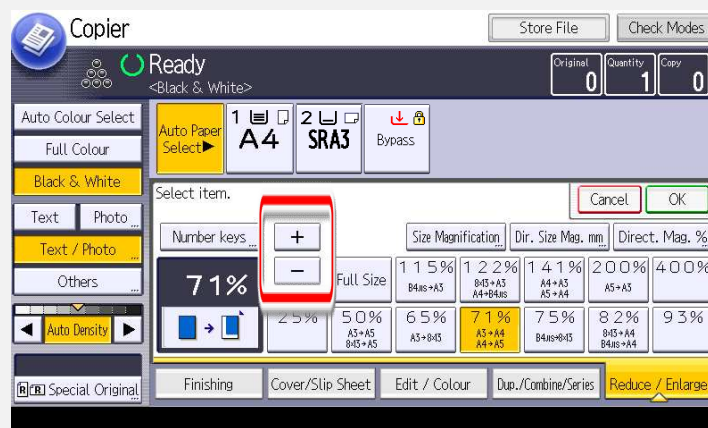 Copier
Store File
Check Modes
Ready
<Black & White>
Original
0
Quantity
1
Copy
0
Auto Colour Select
Full Colour
Black & White
Text
Photo
Text / Photo
Others
Auto Density
Special Original
Auto Paper
Select▶
1
A4
2
SRA3
Bypass
Select item.
Cancel
OK
Number keys
+
−
Size Magnification
Dir. Size Mag. mm
Direct. Mag. %
71%
Full Size
115%
B4JIS→A3
122%
8x13→A3
A4→B4JIS
141%
A4→A3
A5→A4
200%
A5→A3
400%
25%
50%
A3→A5
8x13→A5
65%
A3→8x13
71%
A3→A4
A4→A5
75%
B4JIS→8x13
82%
8x13→A4
B4JIS→A4
93%
Finishing
Cover/Slip Sheet
Edit / Colour
Dup./Combine/Series
Reduce / Enlarge